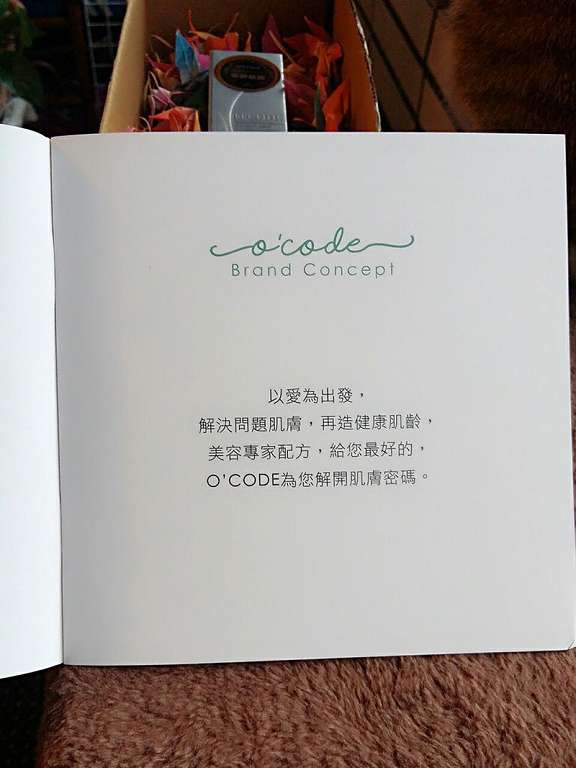 o'code
Brand Concept
以愛為出發，
解決問題肌膚，再造健康肌齡，
美容專家配方，給您最好的，
O'CODE為您解開肌膚密碼。